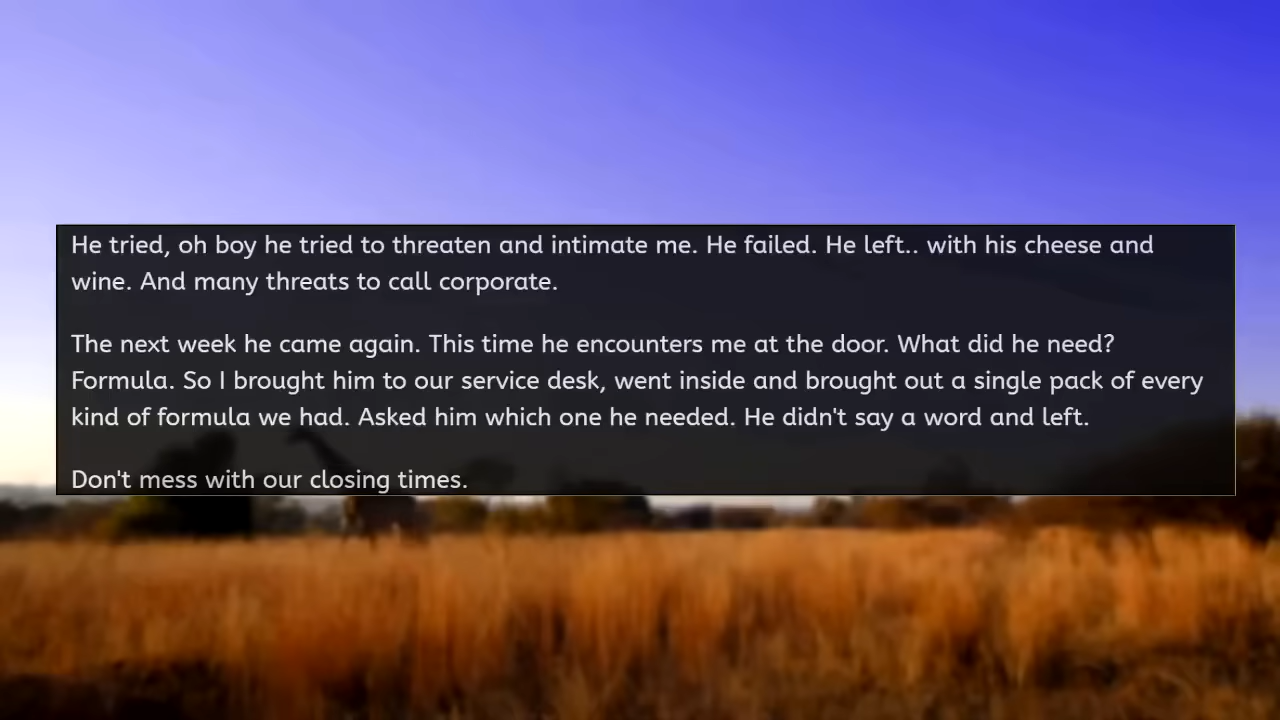 He tried, oh boy he tried to threaten and intimate me. He failed. He left.. with his cheese and
wine. And many threats to call corporate.
The next week he came again. This time he encounters me at the door. What did he need?
Formula. So I brought him to our service desk, went inside and brought out a single pack of every
kind of formula we had. Asked him which one he needed. He didn't say a word and left.
Don't mess with our closing times.